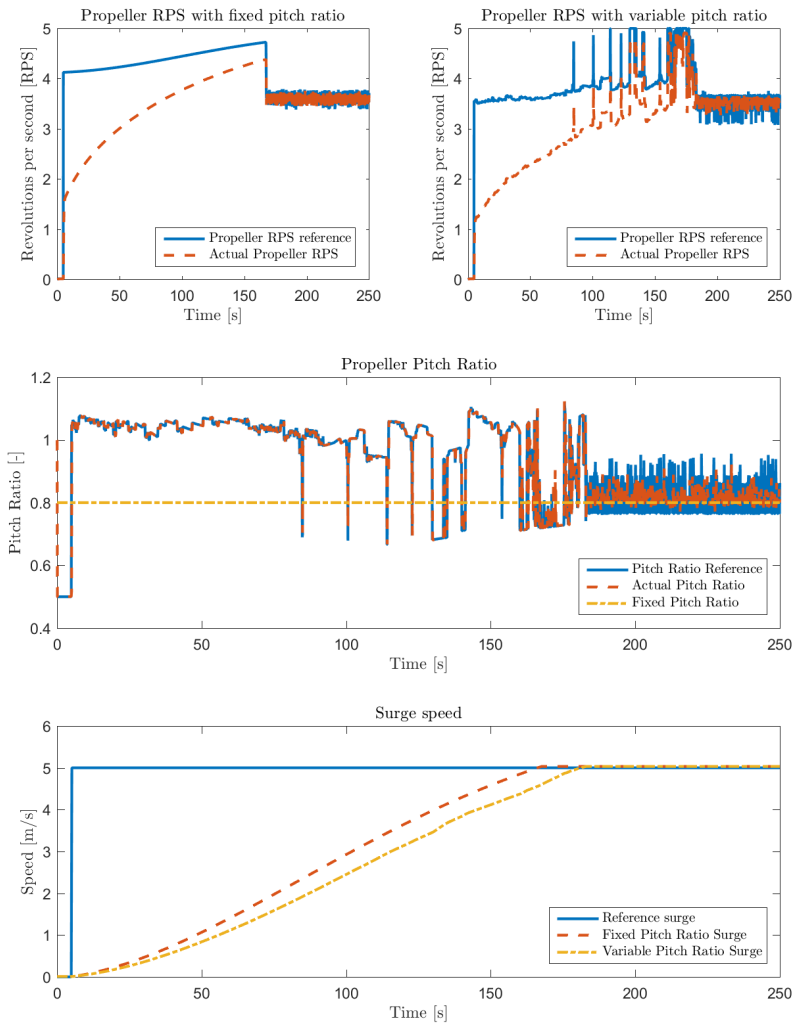 Propeller RPS with fixed pitch ratio
Revolutions per second [RPS]
5
4
3
2
1
0
Propeller RPS reference
Actual Propeller RPS
0 50 100 150 200 250
Time [s]
Propeller RPS with variable pitch ratio
Revolutions per second [RPS]
5
4
3
2
1
0
Propeller RPS reference
Actual Propeller RPS
0 50 100 150 200 250
Time [s]
Propeller Pitch Ratio
Pitch Ratio [-]
1.2
1
0.8
0.6
0.4
Pitch Ratio Reference
Actual Pitch Ratio
Fixed Pitch Ratio
0 50 100 150 200 250
Time [s]
Surge speed
Speed [m/s]
6
5
4
3
2
1
0
Reference surge
Fixed Pitch Ratio Surge
Variable Pitch Ratio Surge
0 50 100 150 200 250
Time [s]